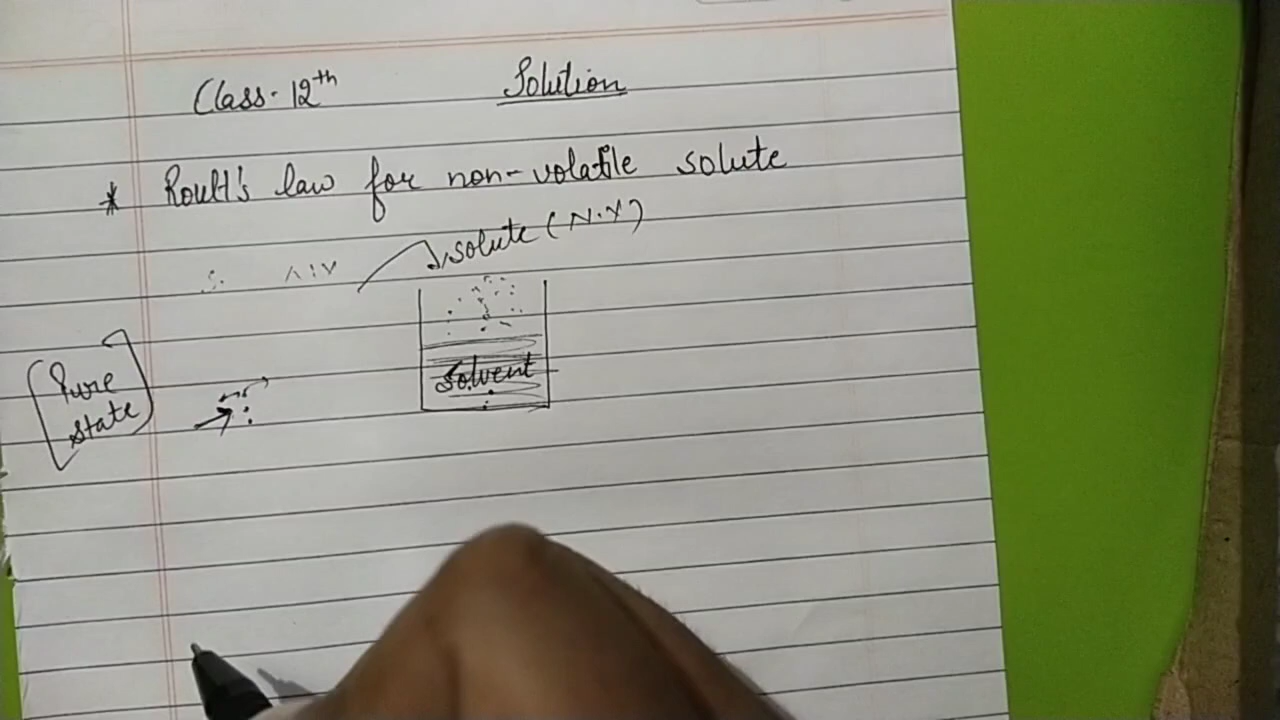 Class. 12th Solution
* Roult's law for non-volatile solute
solute (N.V)
Solvent
Pure
state